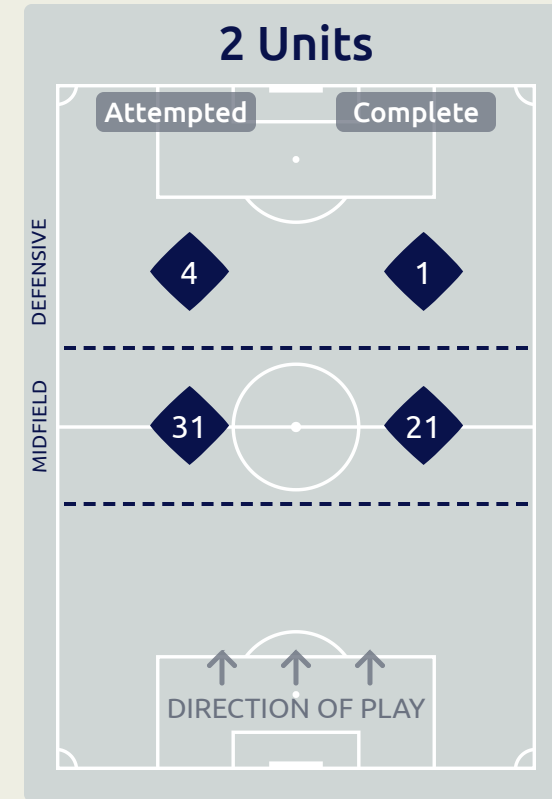 2 Units
Attempted
Complete
DEFENSIVE
4
1
MIDFIELD
31
21
DIRECTION OF PLAY